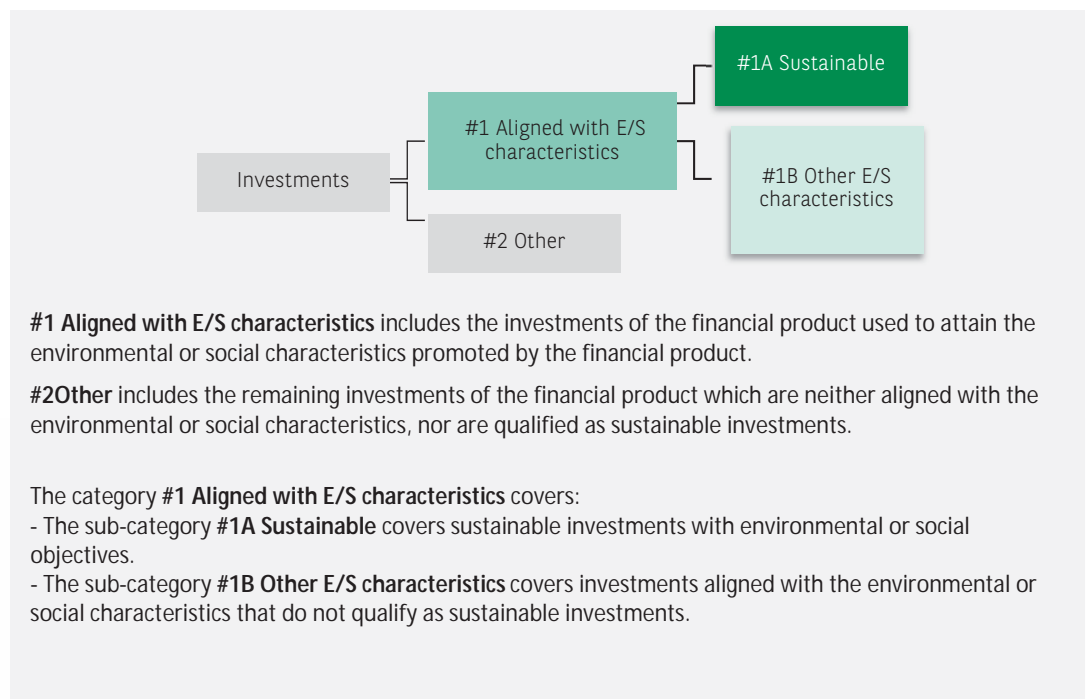 #1A Sustainable
#1 Aligned with E/S
characteristics
Investments
#1B Other E/S
characteristics
#2 Other
#1 Aligned with E/S characteristics includes the investments of the financial product used to attain the
environmental or social characteristics promoted by the financial product.
#2Other includes the remaining investments of the financial product which are neither aligned with the
environmental or social characteristics, nor are qualified as sustainable investments.
The category #1 Aligned with E/S characteristics covers:
- The sub-category #1A Sustainable covers sustainable investments with environmental or social
objectives.
- The sub-category #1B Other E/S characteristics covers investments aligned with the environmental or
social characteristics that do not qualify as sustainable investments.